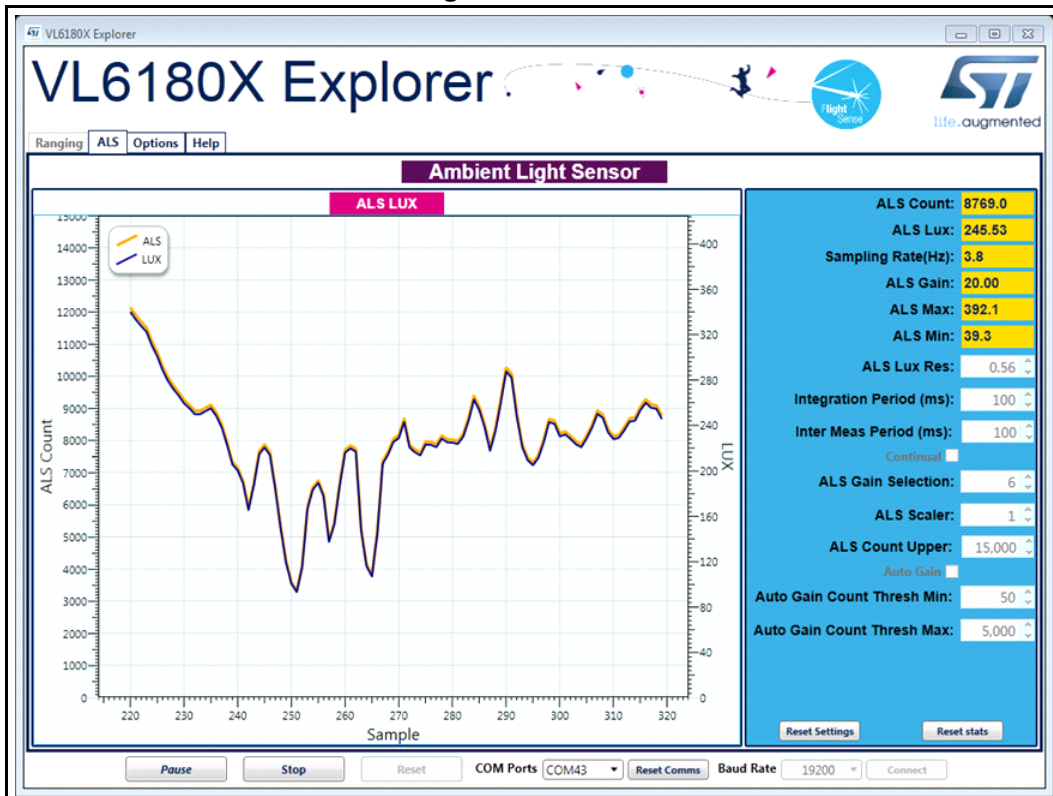 VL6180X Explorer
VL6180X Explorer
Flight
Sense
life.augmented
Ranging ALS Options Help
Ambient Light Sensor
ALS LUX
ALS
LUX
15000
14000
13000
12000
11000
10000
9000
8000
7000
6000
5000
4000
3000
2000
1000
0
ALS Count
400
360
320
280
240
200
160
120
80
40
0
LUX
220 230 240 250 260 270 280 290 300 310 320
Sample
ALS Count: 8769.0
ALS Lux: 245.53
Sampling Rate(Hz): 3.8
ALS Gain: 20.00
ALS Max: 392.1
ALS Min: 39.3
ALS Lux Res: 0.56
Integration Period (ms): 100
Inter Meas Period (ms): 100
Continual
ALS Gain Selection: 6
ALS Scaler: 1
ALS Count Upper: 15,000
Auto Gain
Auto Gain Count Thresh Min: 50
Auto Gain Count Thresh Max: 5,000
Reset Settings Reset stats
Pause Stop Reset COM Ports COM43 Reset Comms Baud Rate 19200 Connect